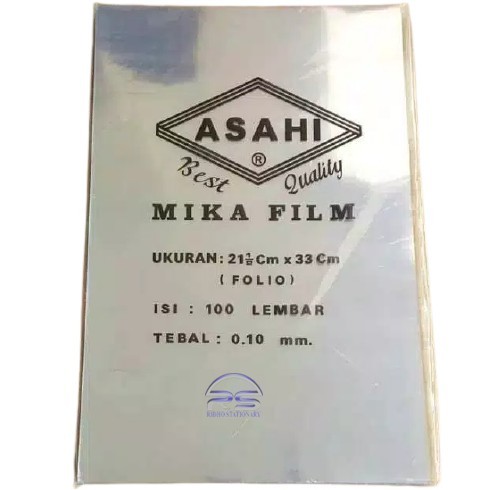 ASAHI
®
Best Quality
MIKA FILM
UKURAN: 21½ Cm x 33 Cm
( FOLIO )
ISI : 100 LEMBAR
TEBAL : 0.10 mm.